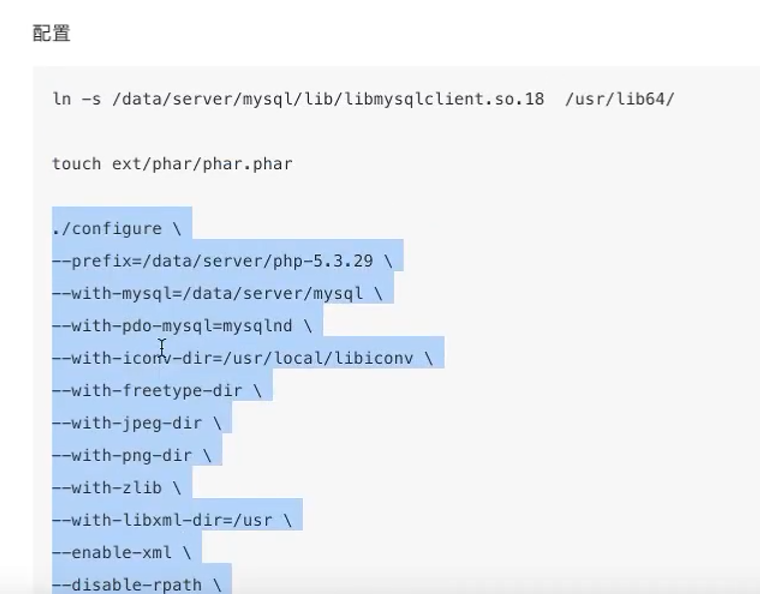 配置
ln -s /data/server/mysql/lib/libmysqlclient.so.18  /usr/lib64/
touch ext/phar/phar.phar
./configure \
--prefix=/data/server/php-5.3.29 \
--with-mysql=/data/server/mysql \
--with-pdo-mysql=mysqlnd \
--with-iconv-dir=/usr/local/libiconv \
--with-freetype-dir \
--with-jpeg-dir \
--with-png-dir \
--with-zlib \
--with-libxml-dir=/usr \
--enable-xml \
--disable-rpath \